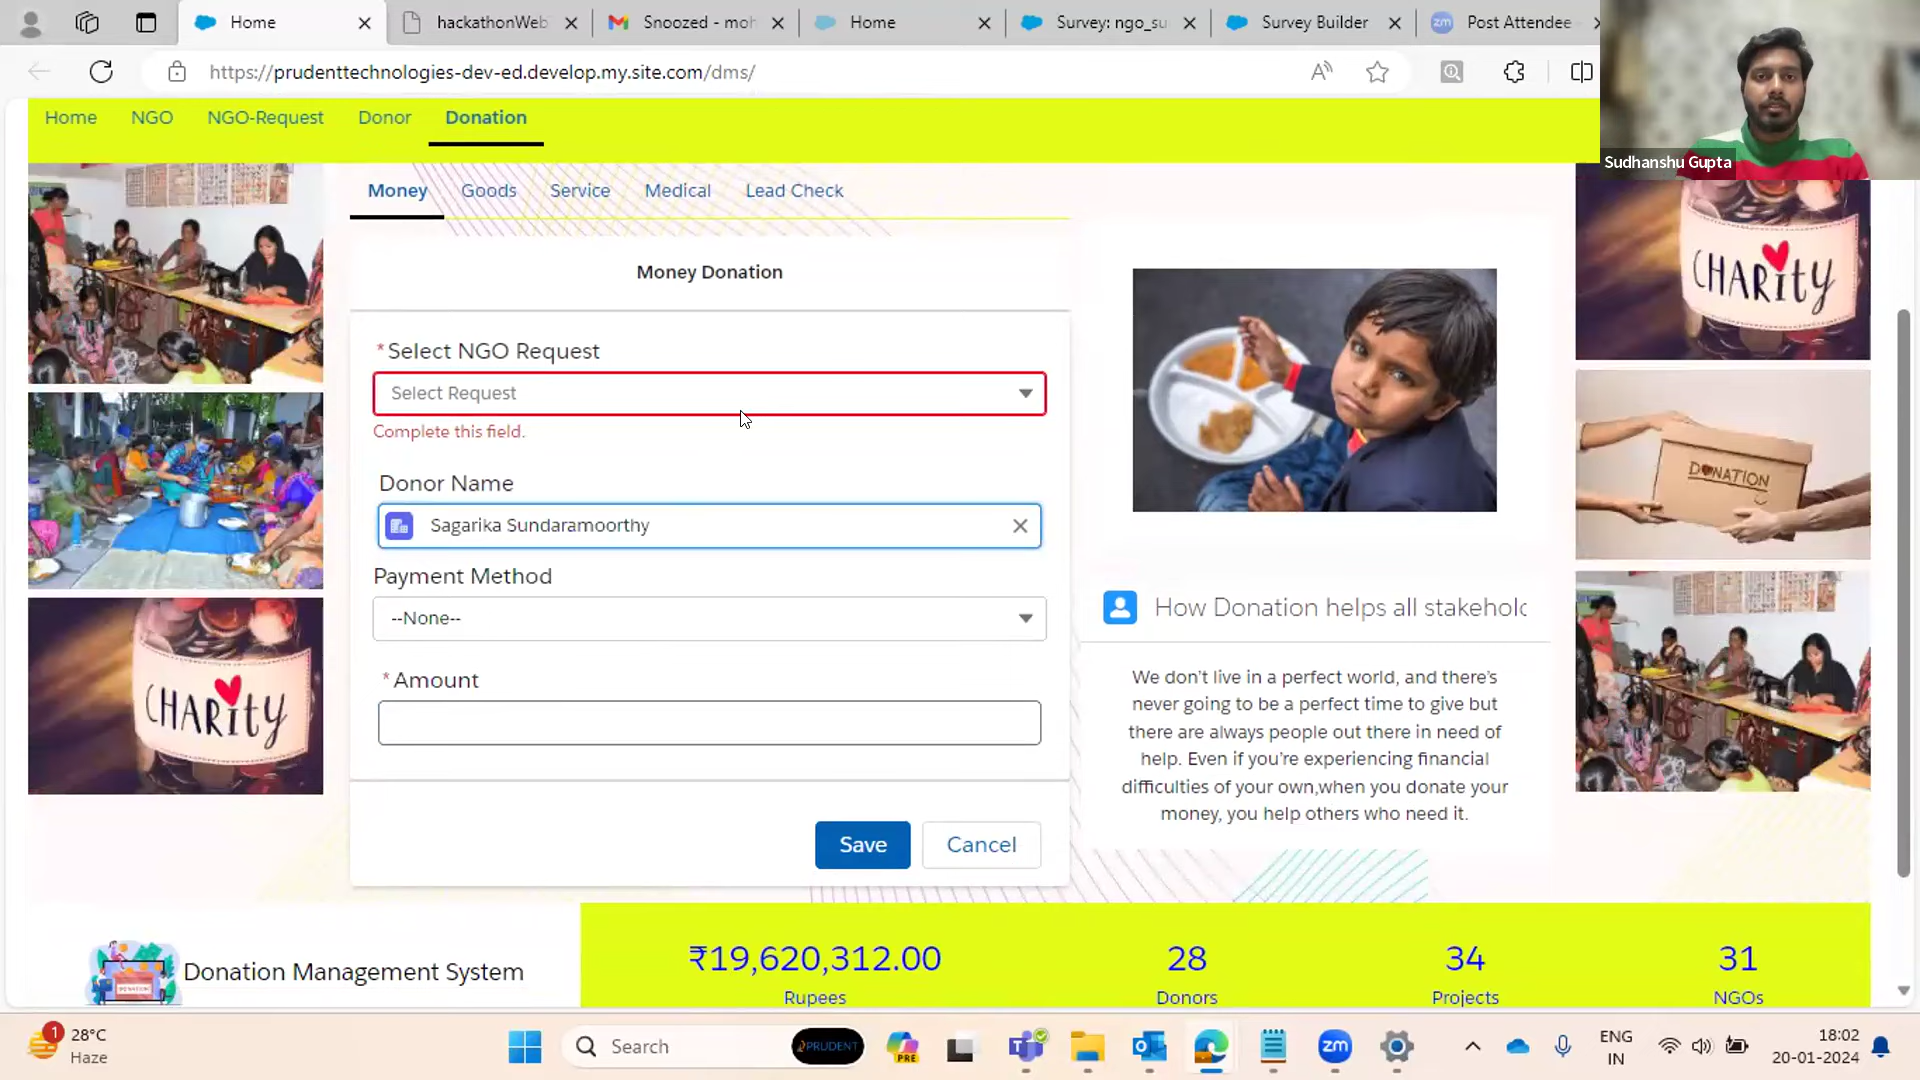 Home
hackathonWeb
Snoozed - moh
Home
Survey: ngo_su
Survey Builder
zm
Post Attendee -
https://prudenttechnologies-dev-ed.develop.my.site.com/dms/
Sudhanshu Gupta
Home
NGO
NGO-Request
Donor
Donation
Money
Goods
Service
Medical
Lead Check
Money Donation
*Select NGO Request
Select Request
Complete this field.
Donor Name
Sagarika Sundaramoorthy
Payment Method
--None--
*Amount
Save
Cancel
CHARITY
How Donation helps all stakehold
We don't live in a perfect world, and there's
never going to be a perfect time to give but
there are always people out there in need of
help. Even if you're experiencing financial
difficulties of your own,when you donate your
money, you help others who need it.
CHARITY
DONATION
Donation Management System
₹19,620,312.00
Rupees
28
Donors
34
Projects
31
NGOs
1
28°C
Haze
Search
PRUDENT
PRE
zm
ENG
IN
18:02
20-01-2024